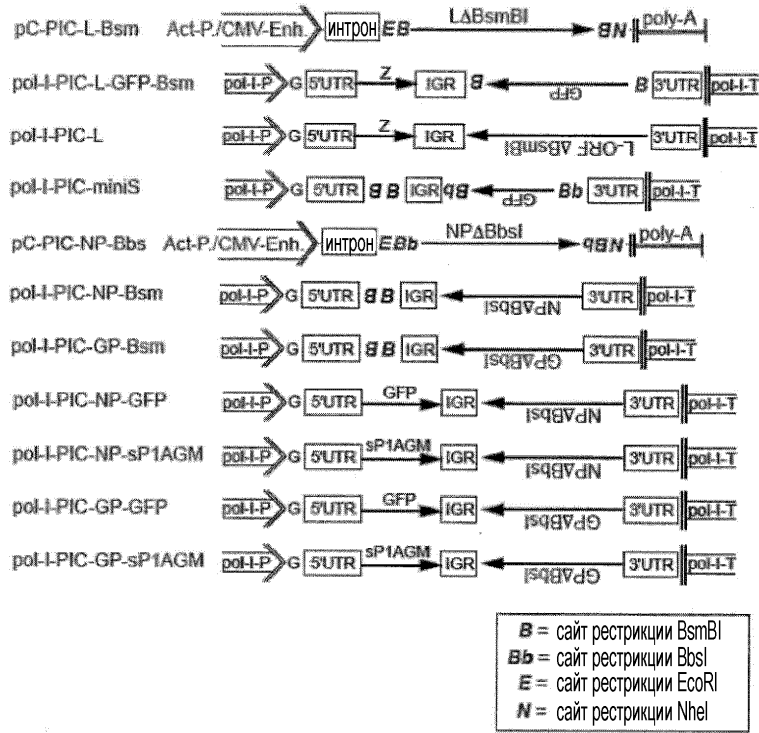 pC-PIC-L-Bsm Act-P./CMV-Enh. интрон EB LΔBsmBI BN poly-A
pol-I-PIC-L-GFP-Bsm pol-I-P G 5'UTR Z IGR B GFP B 3'UTR pol-I-T
pol-I-PIC-L pol-I-P G 5'UTR Z IGR L-ORF ΔBsmBI 3'UTR pol-I-T
pol-I-PIC-miniS pol-I-P G 5'UTR B B IGR Bb GFP Bb 3'UTR pol-I-T
pC-PIC-NP-Bbs Act-P./CMV-Enh. интрон EBb NPΔBbsI BbN poly-A
pol-I-PIC-NP-Bsm pol-I-P G 5'UTR B B IGR NPΔBbsI 3'UTR pol-I-T
pol-I-PIC-GP-Bsm pol-I-P G 5'UTR B B IGR GPΔBbsI 3'UTR pol-I-T
pol-I-PIC-NP-GFP pol-I-P G 5'UTR GFP IGR NPΔBbsI 3'UTR pol-I-T
pol-I-PIC-NP-sP1AGM pol-I-P G 5'UTR sP1AGM IGR NPΔBbsI 3'UTR pol-I-T
pol-I-PIC-GP-GFP pol-I-P G 5'UTR GFP IGR GPΔBbsI 3'UTR pol-I-T
pol-I-PIC-GP-sP1AGM pol-I-P G 5'UTR sP1AGM IGR GPΔBbsI 3'UTR pol-I-T
B = сайт рестрикции BsmBI
Bb = сайт рестрикции BbsI
E = сайт рестрикции EcoRI
N = сайт рестрикции NheI